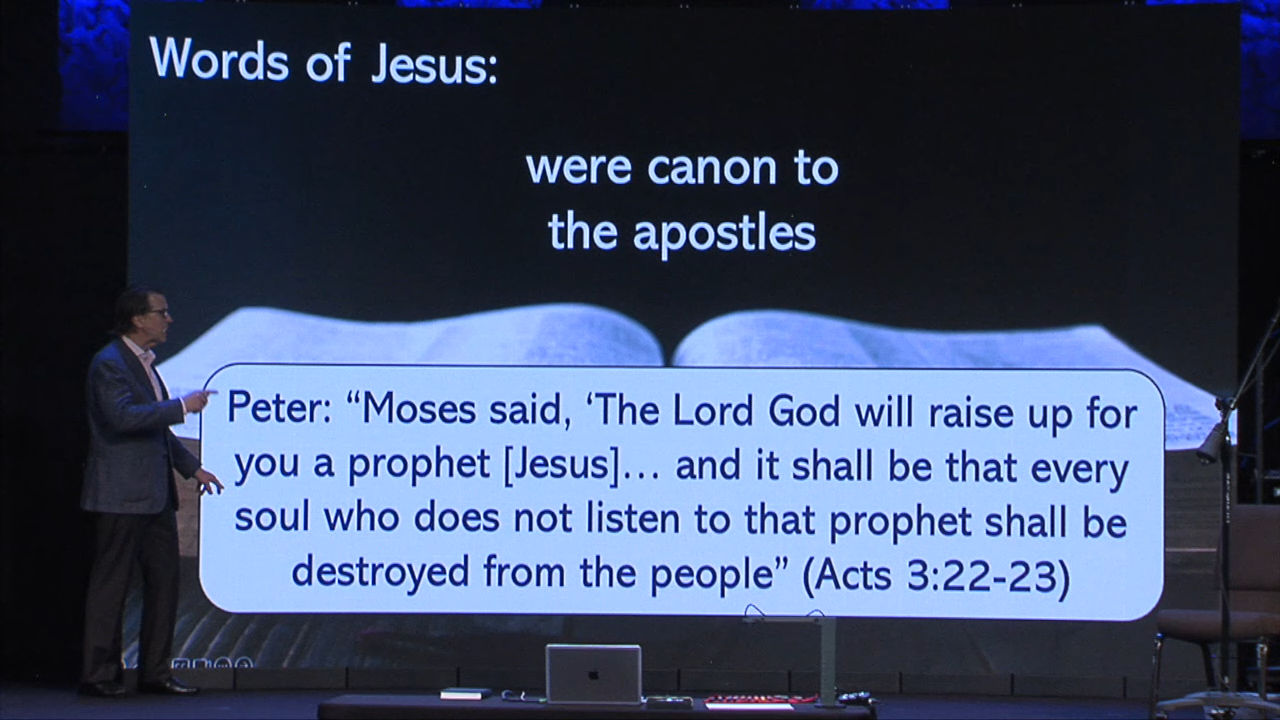 Words of Jesus:
were canon to
the apostles
Peter: “Moses said, ‘The Lord God will raise up for
you a prophet [Jesus]... and it shall be that every
soul who does not listen to that prophet shall be
destroyed from the people” (Acts 3:22-23)